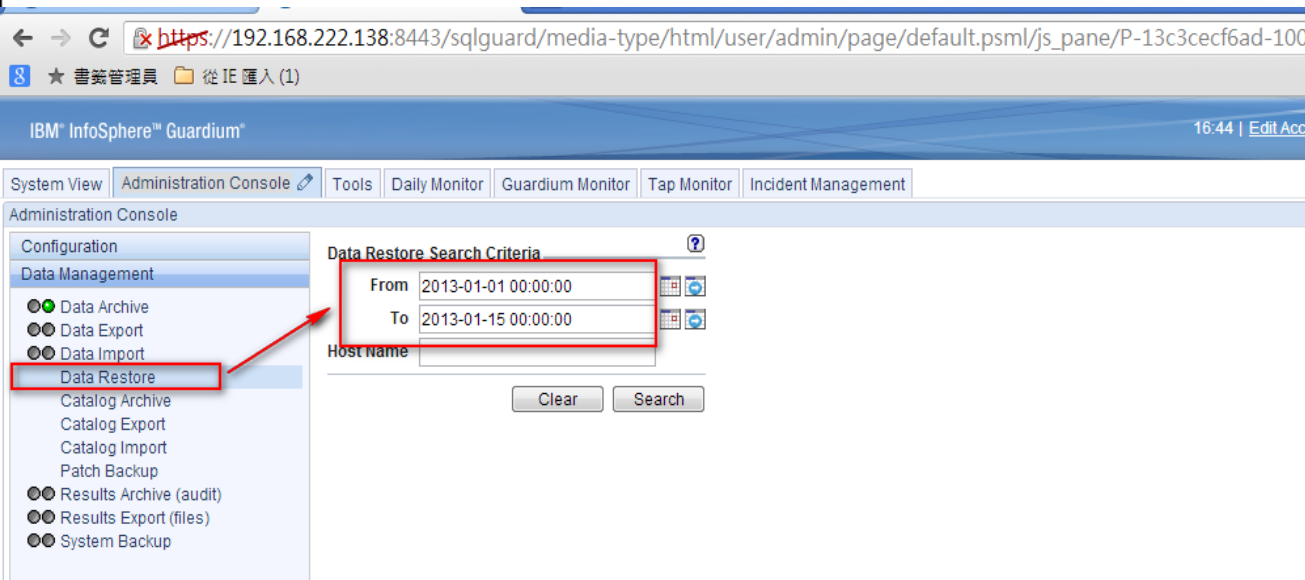 https://192.168.222.138:8443/sqlguard/media-type/html/user/admin/page/default.psml/js_pane/P-13c3cecf6ad-100
8 書籤管理員 從 IE 匯入 (1)
IBM® InfoSphere™ Guardium®
16:44 | Edit Acc
System View Administration Console Tools Daily Monitor Guardium Monitor Tap Monitor Incident Management
Administration Console
Configuration
Data Management
Data Archive
Data Export
Data Import
Data Restore
Catalog Archive
Catalog Export
Catalog Import
Patch Backup
Results Archive (audit)
Results Export (files)
System Backup
Data Restore Search Criteria ?
From 2013-01-01 00:00:00
To 2013-01-15 00:00:00
Host Name
Clear Search